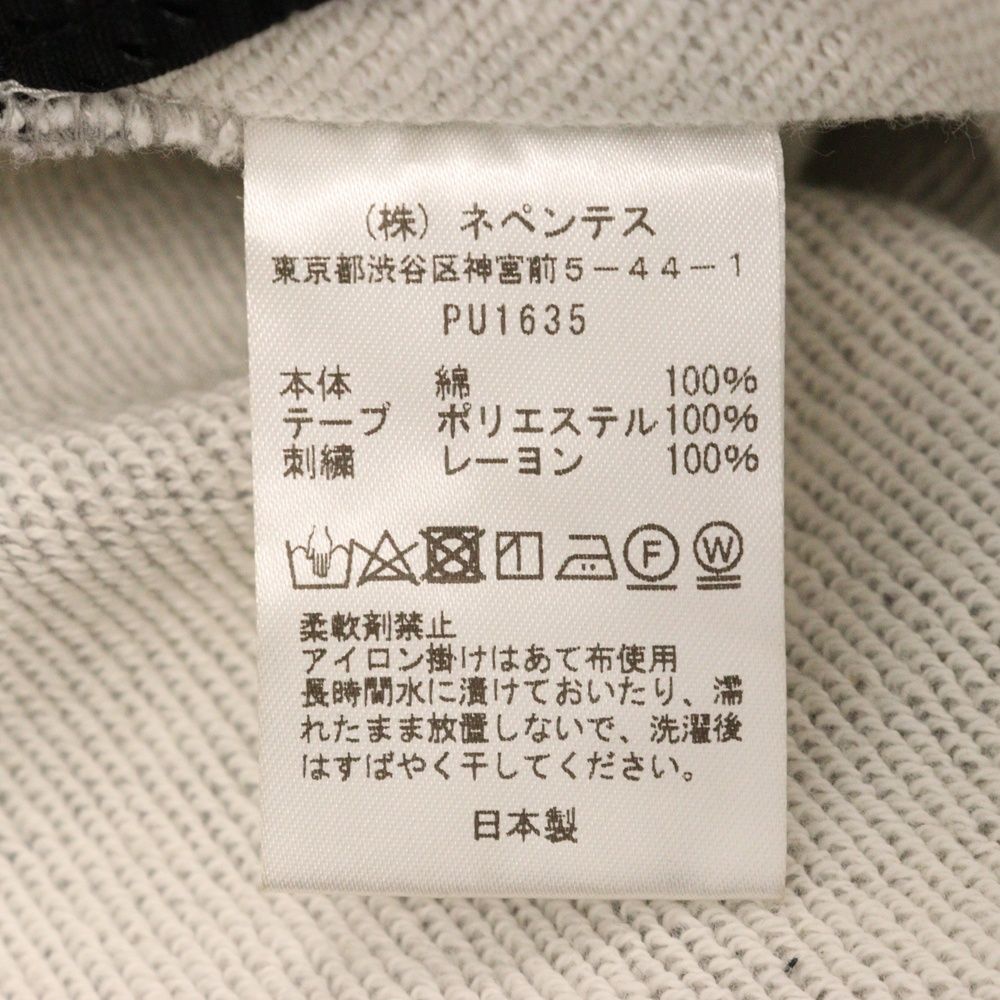 (株) ネペンテス
東京都渋谷区神宮前5-44-1
PU1635
本体 綿 100%
テープ ポリエステル 100%
刺繍 レーヨン 100%
F W
柔軟剤禁止
アイロン掛けはあて布使用
長時間水に漬けておいたり、濡
れたまま放置しないで、洗濯後
はすばやく干してください。
日本製